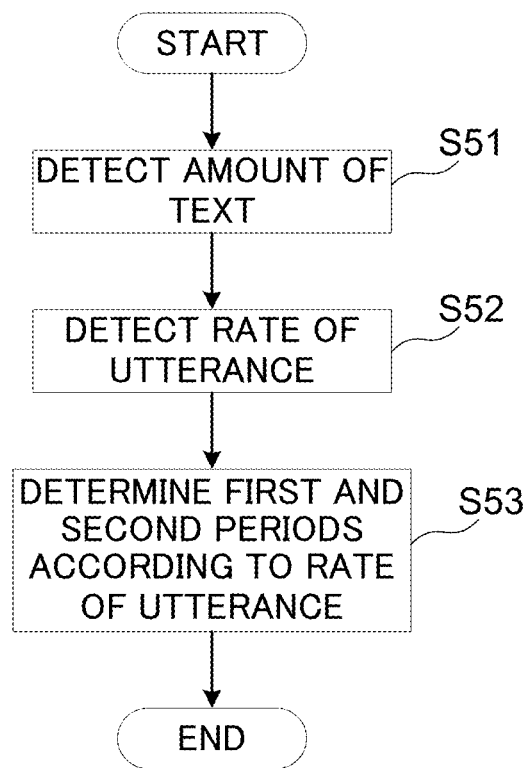 START
S51
DETECT AMOUNT OF
TEXT
S52
DETECT RATE OF
UTTERANCE
S53
DETERMINE FIRST AND
SECOND PERIODS
ACCORDING TO RATE
OF UTTERANCE
END